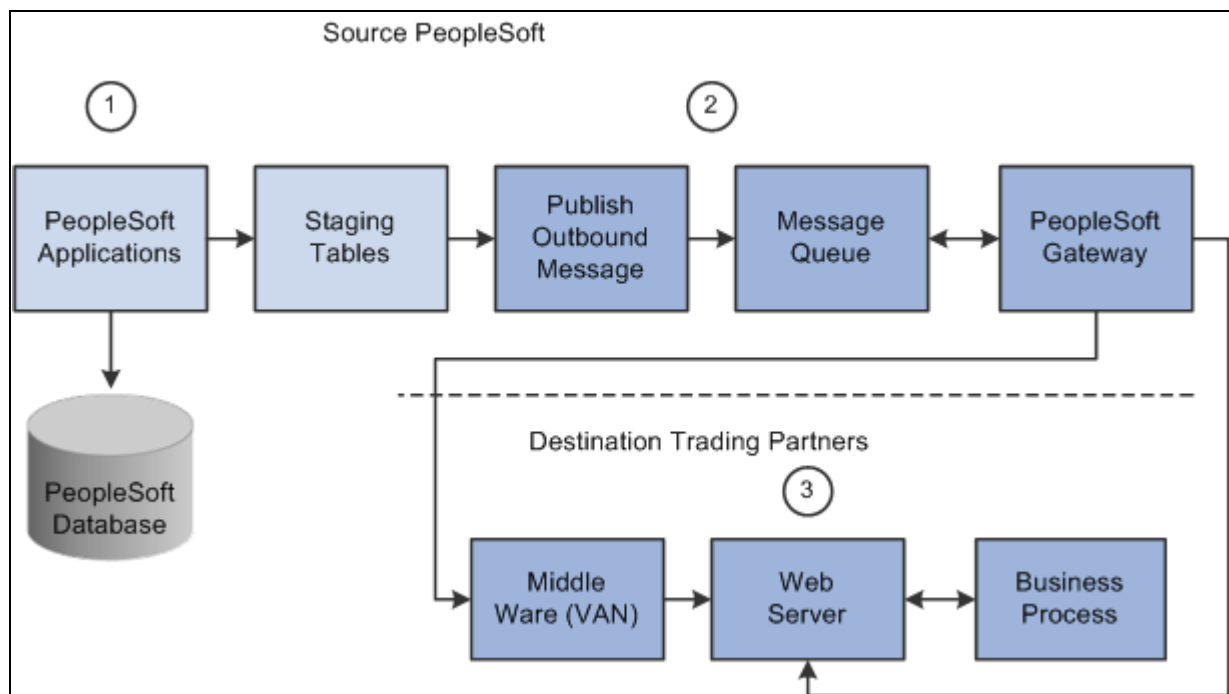 Source PeopleSoft
1
2
PeopleSoft
Applications
Staging
Tables
Publish
Outbound
Message
Message
Queue
PeopleSoft
Gateway
PeopleSoft
Database
Destination Trading Partners
3
Middle
Ware (VAN)
Web
Server
Business
Process